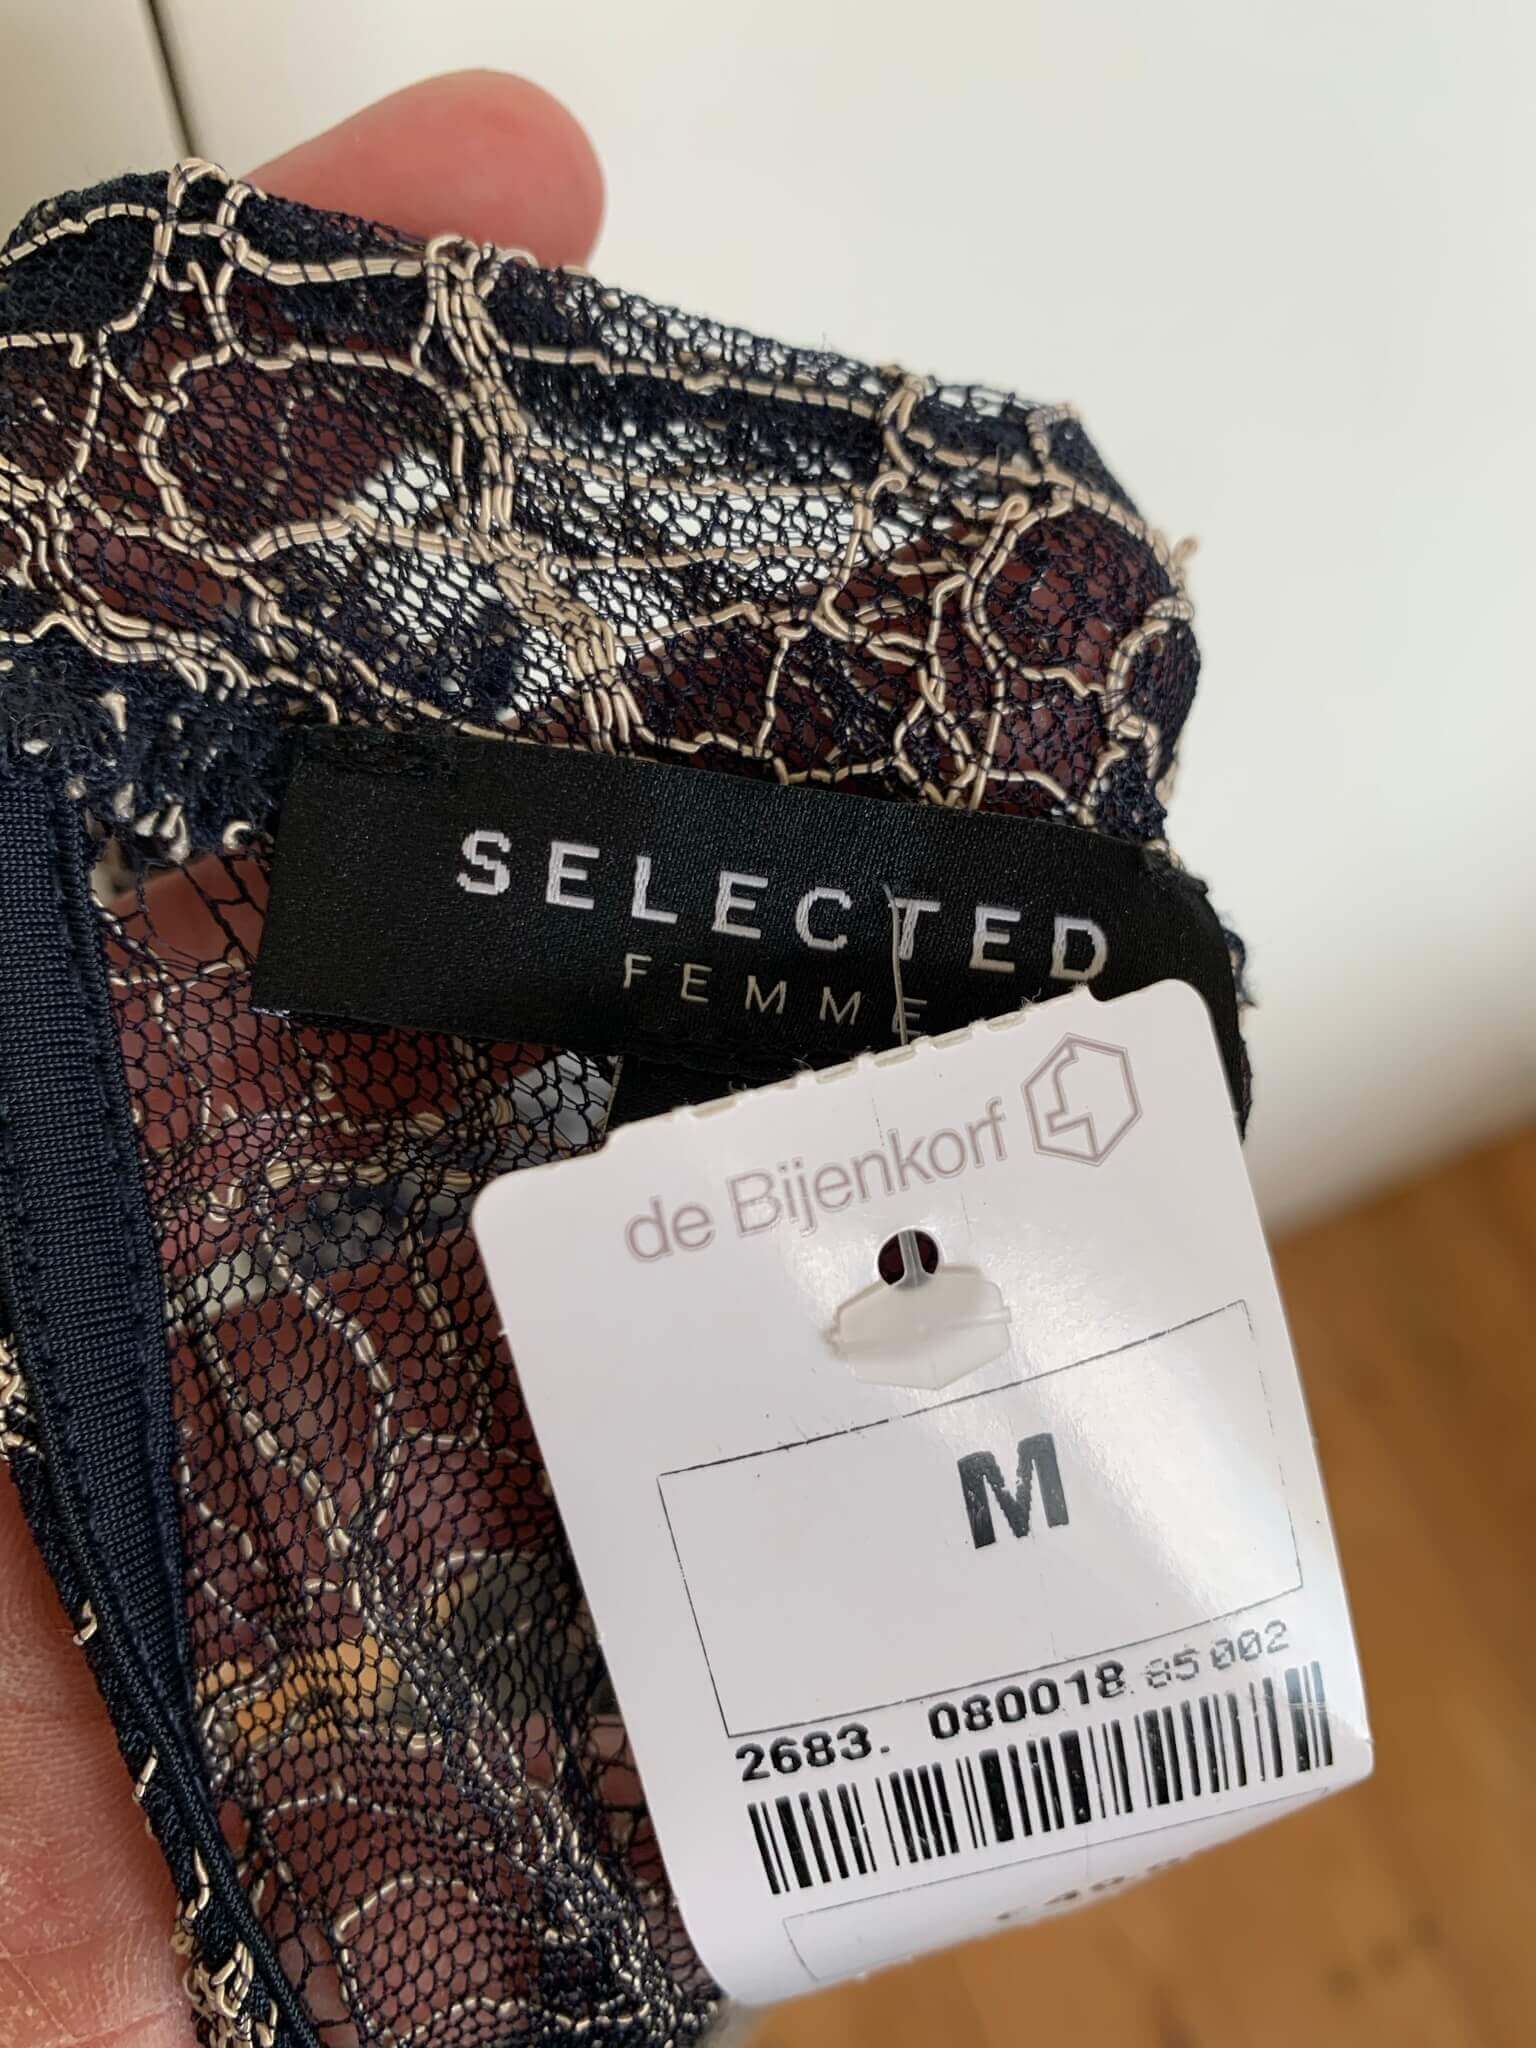 SELECTED
FEMME
de Bijenkorf
M
2683. 080018 85 002